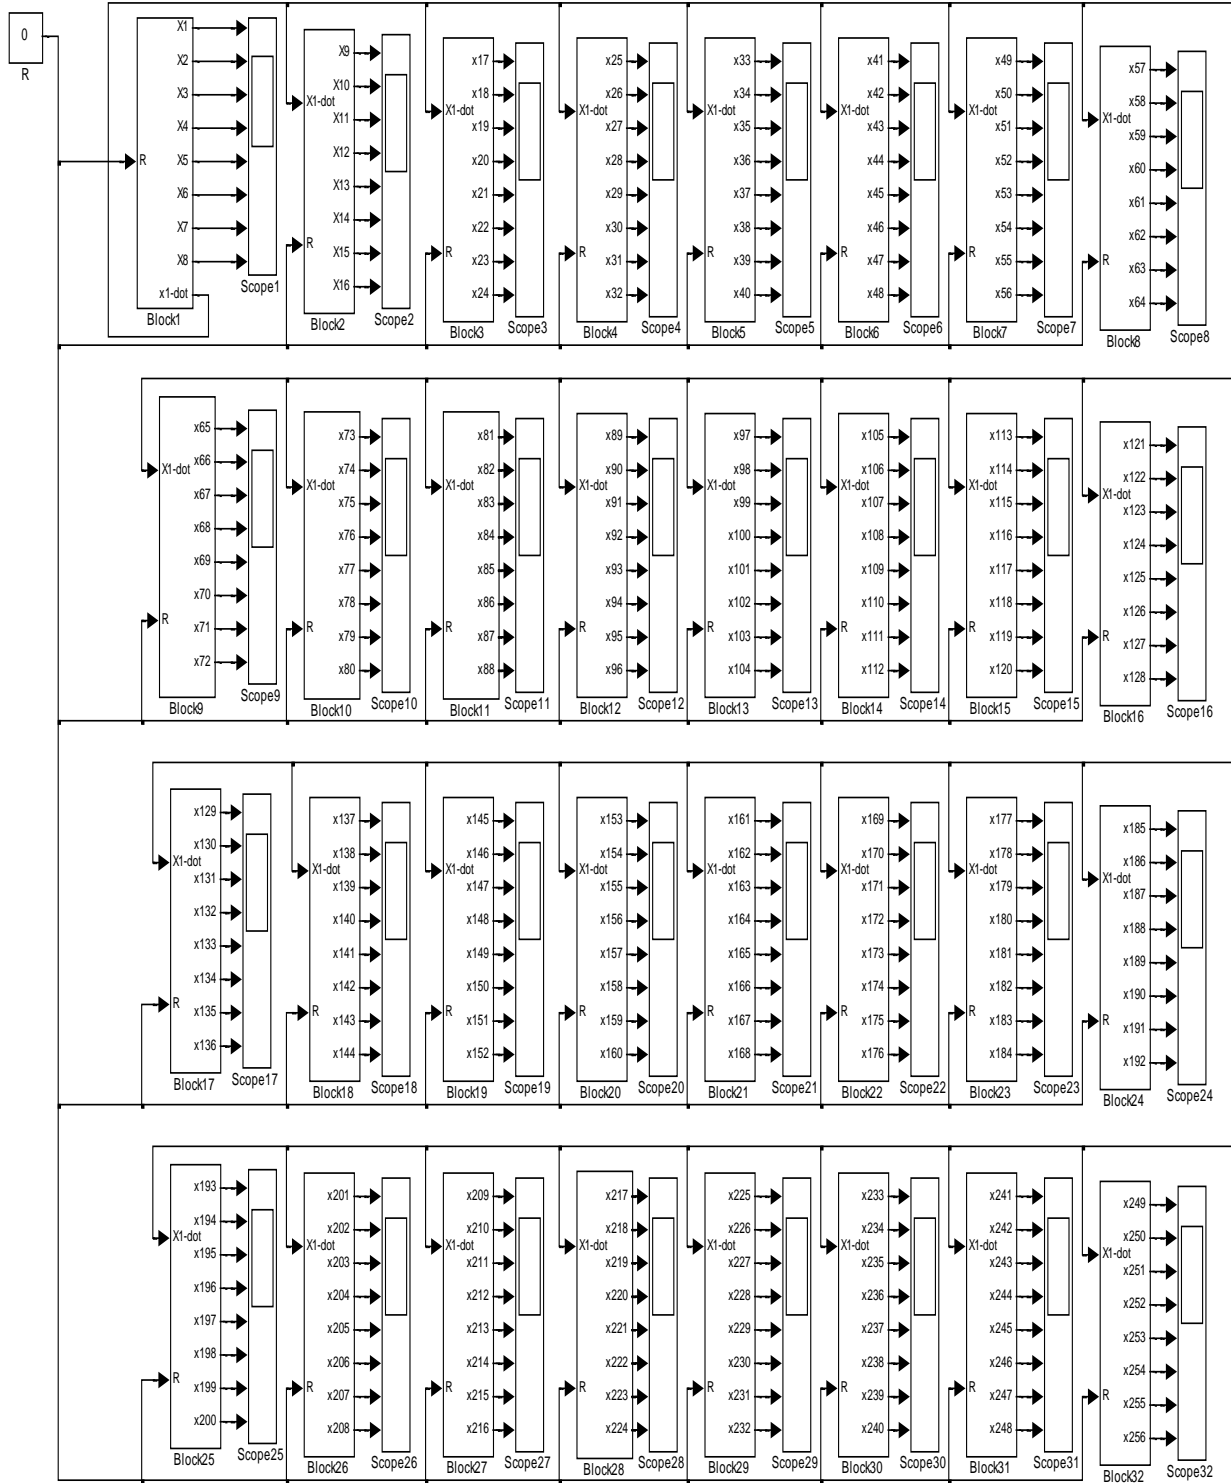 0
R
X1
X2
X3
X4
X5
R
X6
X7
X8
x1-dot
Block1
Scope1
X9
X10
X1-dot
X11
X12
X13
X14
R
X15
X16
Block2
Scope2
x17
x18
X1-dot
x19
x20
x21
x22
R
x23
x24
Block3
Scope3
x25
x26
X1-dot
x27
x28
x29
x30
R
x31
x32
Block4
Scope4
x33
x34
X1-dot
x35
x36
x37
x38
R
x39
x40
Block5
Scope5
x41
x42
X1-dot
x43
x44
x45
x46
R
x47
x48
Block6
Scope6
x49
x50
X1-dot
x51
x52
x53
x54
R
x55
x56
Block7
Scope7
x57
x58
X1-dot
x59
x60
x61
x62
R
x63
x64
Block8
Scope8
x65
x66
X1-dot
x67
x68
x69
x70
R
x71
x72
Block9
Scope9
x73
x74
X1-dot
x75
x76
x77
x78
R
x79
x80
Block10
Scope10
x81
x82
X1-dot
x83
x84
x85
x86
R
x87
x88
Block11
Scope11
x89
x90
X1-dot
x91
x92
x93
x94
R
x95
x96
Block12
Scope12
x97
x98
X1-dot
x99
x100
x101
x102
R
x103
x104
Block13
Scope13
x105
x106
X1-dot
x107
x108
x109
x110
R
x111
x112
Block14
Scope14
x113
x114
X1-dot
x115
x116
x117
x118
R
x119
x120
Block15
Scope15
x121
x122
X1-dot
x123
x124
x125
x126
R
x127
x128
Block16
Scope16
x129
x130
X1-dot
x131
x132
x133
x134
R
x135
x136
Block17
Scope17
x137
x138
X1-dot
x139
x140
x141
x142
R
x143
x144
Block18
Scope18
x145
x146
X1-dot
x147
x148
x149
x150
R
x151
x152
Block19
Scope19
x153
x154
X1-dot
x155
x156
x157
x158
R
x159
x160
Block20
Scope20
x161
x162
X1-dot
x163
x164
x165
x166
R
x167
x168
Block21
Scope21
x169
x170
X1-dot
x171
x172
x173
x174
R
x175
x176
Block22
Scope22
x177
x178
X1-dot
x179
x180
x181
x182
R
x183
x184
Block23
Scope23
x185
x186
X1-dot
x187
x188
x189
x190
R
x191
x192
Block24
Scope24
x193
x194
X1-dot
x195
x196
x197
x198
R
x199
x200
Block25
Scope25
x201
x202
X1-dot
x203
x204
x205
x206
R
x207
x208
Block26
Scope26
x209
x210
X1-dot
x211
x212
x213
x214
R
x215
x216
Block27
Scope27
x217
x218
X1-dot
x219
x220
x221
x222
R
x223
x224
Block28
Scope28
x225
x226
X1-dot
x227
x228
x229
x230
R
x231
x232
Block29
Scope29
x233
x234
X1-dot
x235
x236
x237
x238
R
x239
x240
Block30
Scope30
x241
x242
X1-dot
x243
x244
x245
x246
R
x247
x248
Block31
Scope31
x249
x250
X1-dot
x251
x252
x253
x254
R
x255
x256
Block32
Scope32